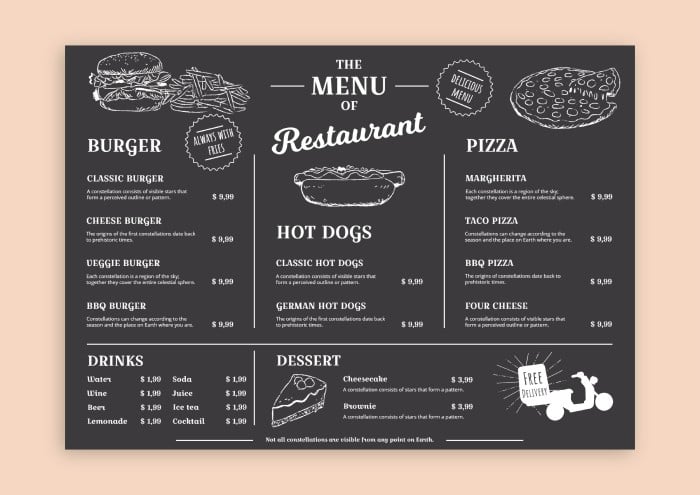 THE
MENU
OF
Restaurant
DELICIOUS
MENU
BURGER
ALWAYS WITH
FRIES
CLASSIC BURGER
A constellation consists of visible stars that
form a perceived outline or pattern. $ 9,99
CHEESE BURGER
The origins of the first constellations date back
to prehistoric times. $ 9,99
VEGGIE BURGER
Each constellation is a region of the sky;
together they cover the entire celestial sphere. $ 9,99
BBQ BURGER
Constellations can change according to the
season and the place on Earth where you are. $ 9,99
HOT DOGS
CLASSIC HOT DOGS
A constellation consists of visible stars that
form a perceived outline or pattern. $ 9,99
GERMAN HOT DOGS
The origins of the first constellations date back
to prehistoric times. $ 9,99
PIZZA
MARGHERITA
Each constellation is a region of the sky;
together they cover the entire celestial sphere. $ 9,99
TACO PIZZA
Constellations can change according to the
season and the place on Earth where you are. $ 9,99
BBQ PIZZA
The origins of constellations date back to
prehistoric times. $ 9,99
FOUR CHEESE
A constellation consists of visible stars that
form a perceived outline or pattern. $ 9,99
DRINKS
Water $ 1,99 Soda $ 1,99
Wine $ 1,99 Juice $ 1,99
Beer $ 1,99 Ice tea $ 1,99
Lemonade $ 1,99 Cocktail $ 1,99
DESSERT
Cheesecake $ 3,99
A constellation consists of stars that form a pattern.
Brownie $ 3,99
A constellation consists of stars that form a pattern.
FREE
DELIVERY
Not all constellations are visible from any point on Earth.